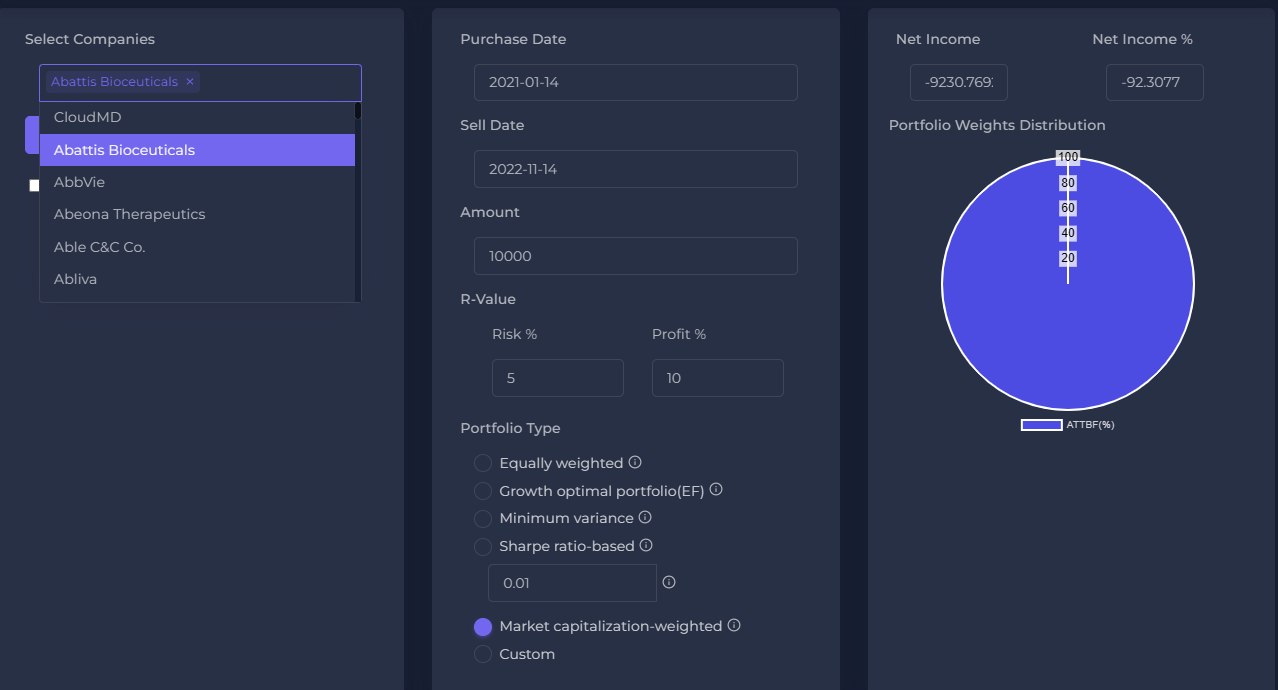 Select Companies
Abattis Bioceuticals ×
CloudMD
Abattis Bioceuticals
AbbVie
Abeona Therapeutics
Able C&C Co.
Abliva
Purchase Date
2021-01-14
Sell Date
2022-11-14
Amount
10000
R-Value
Risk % Profit %
5 10
Portfolio Type
Equally weighted
Growth optimal portfolio(EF)
Minimum variance
Sharpe ratio-based
0.01
Market capitalization-weighted
Custom
Net Income Net Income %
-9230.769 -92.3077
Portfolio Weights Distribution
100
80
60
40
20
ATTBF(%)